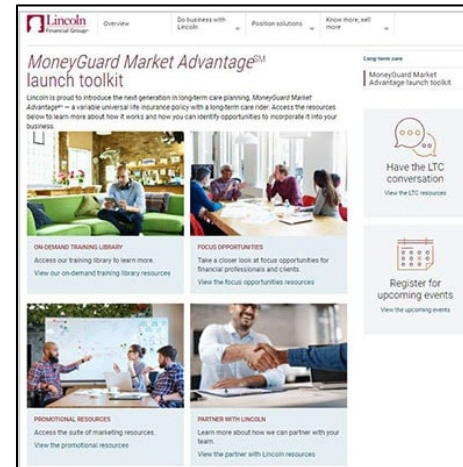 Lincoln
Financial Group®
Overview
Do business with
Lincoln
Position solutions
Know more, sell
more
MoneyGuard Market Advantage℠
launch toolkit
Lincoln is proud to introduce the next generation in long-term care planning, MoneyGuard Market
Advantage℠ – a variable universal life insurance policy with a long-term care rider. Access the resources
below to learn more about how it works and how you can identify opportunities to incorporate it into your
business.
Long-term care
MoneyGuard Market
Advantage launch toolkit
Have the LTC
conversation
View the LTC resources
ON-DEMAND TRAINING LIBRARY
Access our training library to learn more.
View our on-demand training library resources
FOCUS OPPORTUNITIES
Take a closer look at focus opportunities for
financial professionals and clients.
View the focus opportunities resources
Register for
upcoming events
View the upcoming events
PROMOTIONAL RESOURCES
Access the suite of marketing resources.
View the promotional resources
PARTNER WITH LINCOLN
Learn more about how we can partner with your
team.
View the partner with Lincoln resources